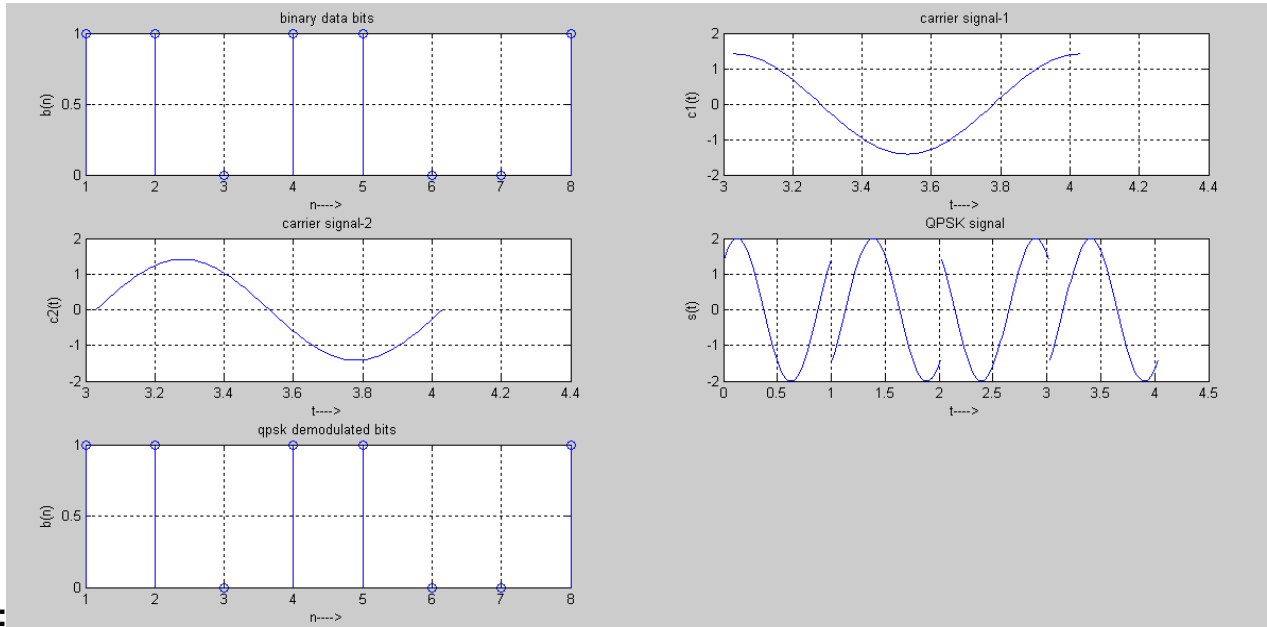 binary data bits
1
0.5
0
b(n)
1 2 3 4 5 6 7 8
n---->
carrier signal-1
2
1
0
-1
-2
c1(t)
3 3.2 3.4 3.6 3.8 4 4.2 4.4
t---->
carrier signal-2
2
1
0
-1
-2
c2(t)
3 3.2 3.4 3.6 3.8 4 4.2 4.4
t---->
QPSK signal
2
1
0
-1
-2
s(t)
0 0.5 1 1.5 2 2.5 3 3.5 4 4.5
t---->
qpsk demodulated bits
1
0.5
0
b(n)
1 2 3 4 5 6 7 8
n---->
: